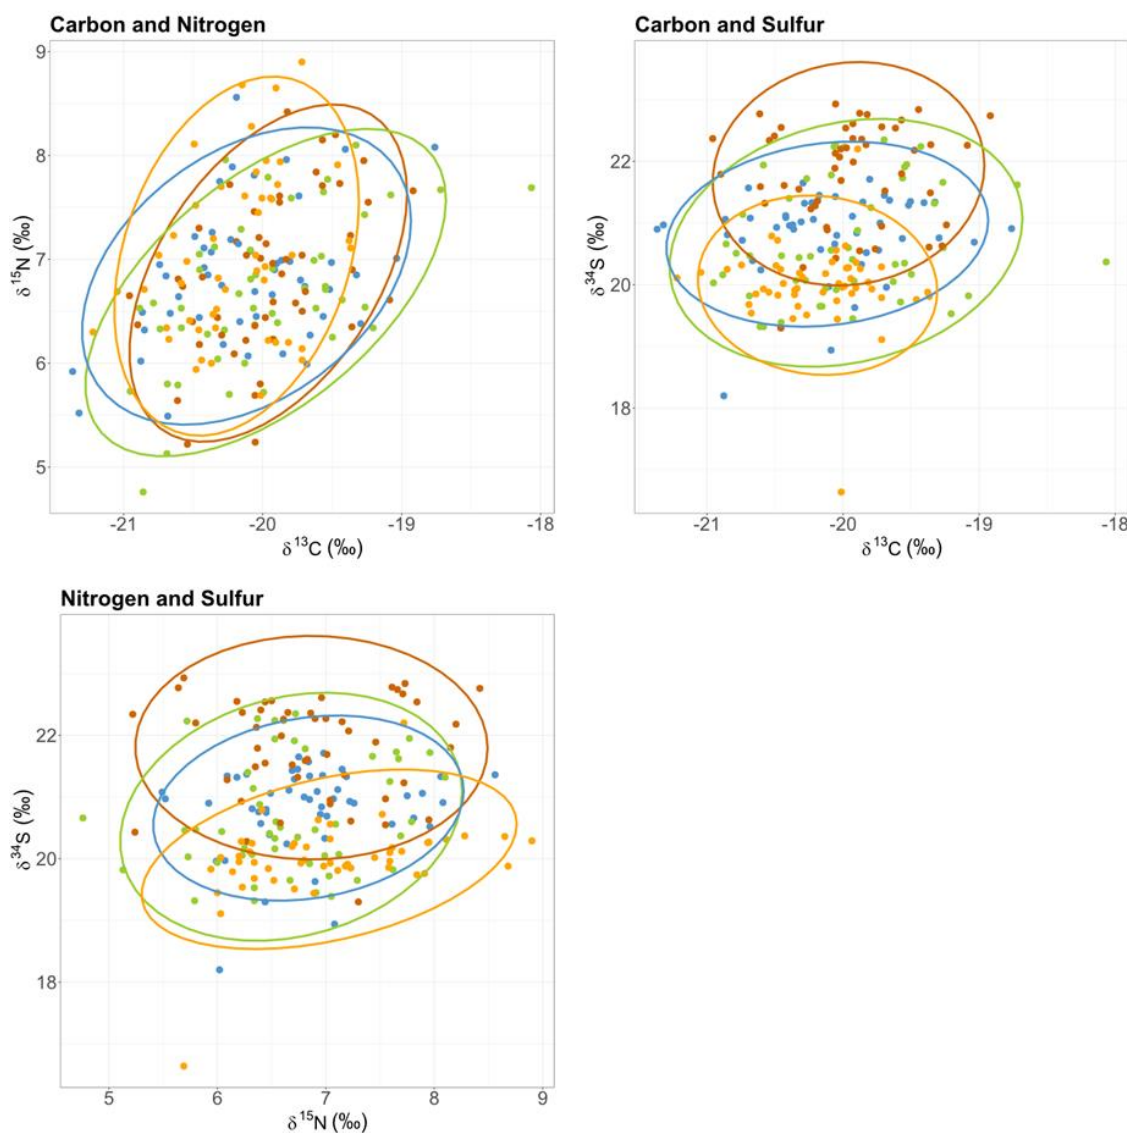 Carbon and Nitrogen
9
8
7
6
5
δ¹⁵N (‰)
-21 -20 -19 -18
δ¹³C (‰)
Carbon and Sulfur
22
20
18
δ³⁴S (‰)
-21 -20 -19 -18
δ¹³C (‰)
Nitrogen and Sulfur
22
20
18
δ³⁴S (‰)
5 6 7 8 9
δ¹⁵N (‰)